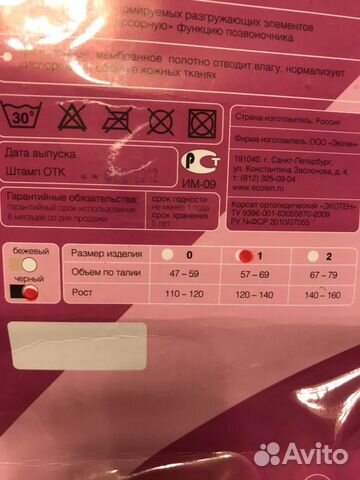 рмируемых разгружающих элементов
сорную» функцию позвоночника
мембранное полотно отводит влагу, нормализует
кислородный обмен в кожных тканях
30°
Страна-изготовитель: Россия
Фирма-изготовитель: ООО «Экотен»
Дата выпуска
Штамп ОТК
2012
Р С Т
ИМ-09
191040, г. Санкт-Петербург,
ул. Константина Заслонова, д. 4,
т: (812) 325-09-04
www.ecoten.ru
Гарантийные обязательства:
гарантийный срок использования
6 месяцев со дня продажи
срок годности
не менее 1 года
срок хранения
5 лет
Корсет ортопедический «ЭКОТЕН»
ТУ 9396-001-63055870-2009
РУ №ФСР 2010/07055
бежевый
черный
Размер изделия 0 1 2
Объем по талии 47 – 59 57 – 69 67 – 79
Рост 110 – 120 120 – 140 140 – 160
Avito